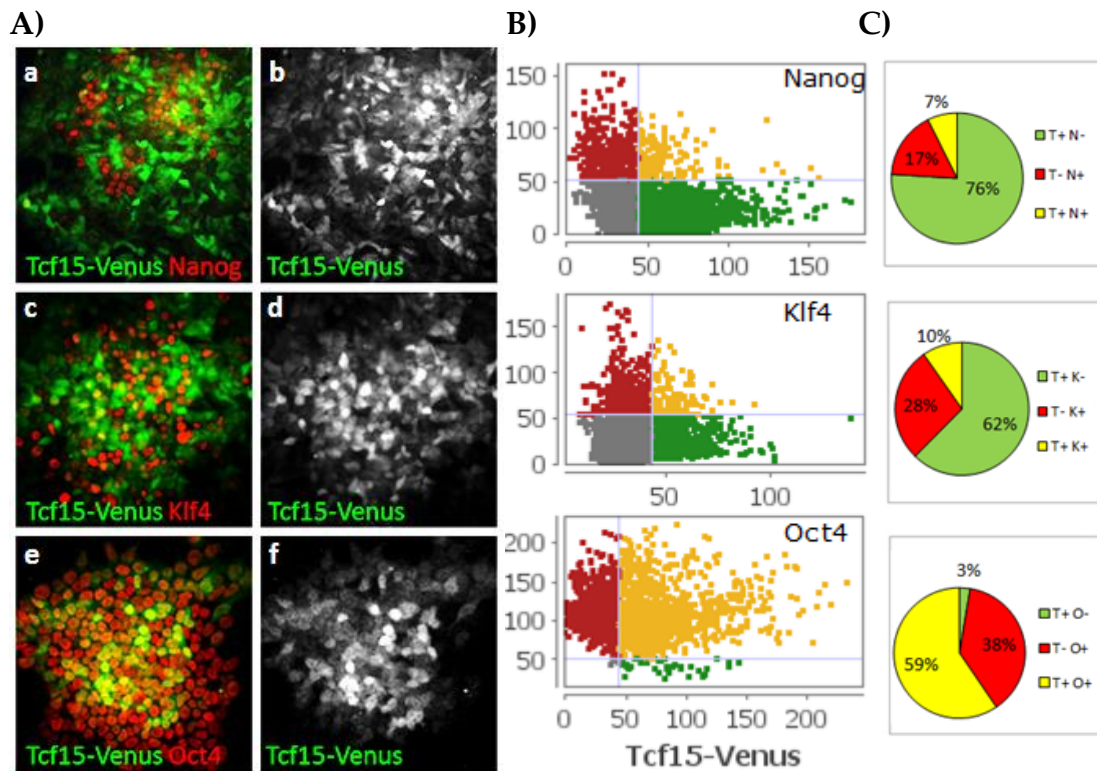 A) B) C)
a b
Tcf15-Venus Nanog
Tcf15-Venus
c d
Tcf15-Venus Klf4
Tcf15-Venus
e f
Tcf15-Venus Oct4
Tcf15-Venus
Nanog
150
100
50
0
0 50 100 150
Klf4
150
100
50
0
50 100
Oct4
200
150
100
50
0 50 100 150 200
Tcf15-Venus
7%
17%
76%
T+ N-
T- N+
T+ N+
10%
28%
62%
T+ K-
T- K+
T+ K+
3%
38%
59%
T+ O-
T- O+
T+ O+